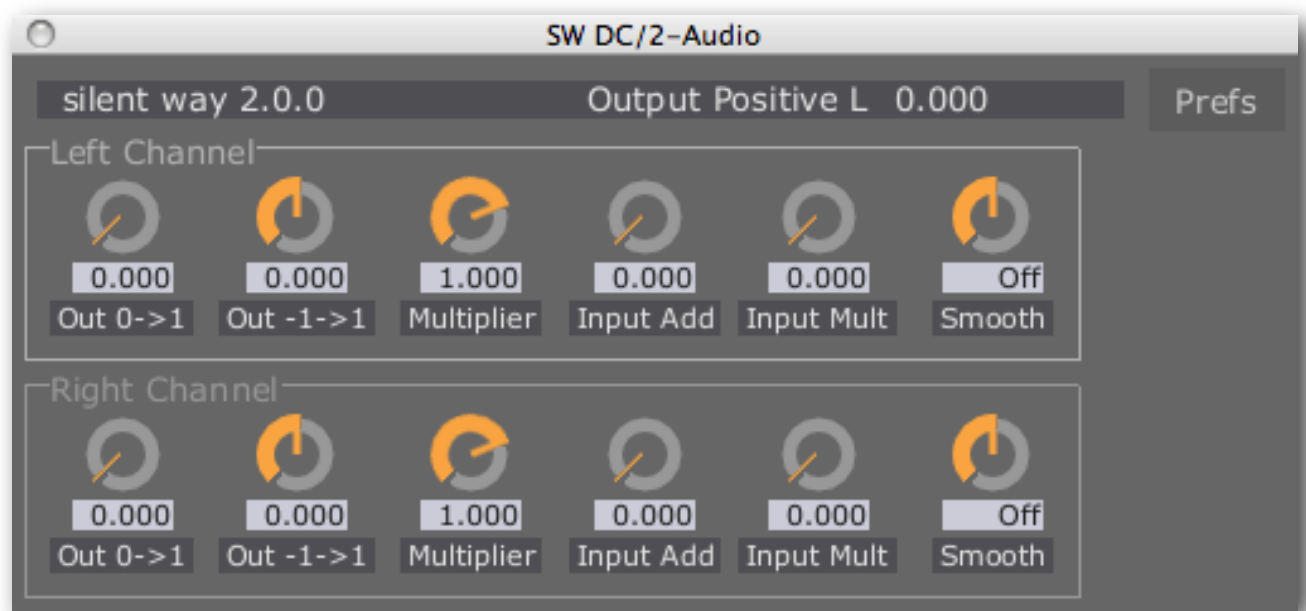 SW DC/2-Audio
silent way 2.0.0 Output Positive L 0.000 Prefs
Left Channel
0.000 0.000 1.000 0.000 0.000 Off
Out 0->1 Out -1->1 Multiplier Input Add Input Mult Smooth
Right Channel
0.000 0.000 1.000 0.000 0.000 Off
Out 0->1 Out -1->1 Multiplier Input Add Input Mult Smooth